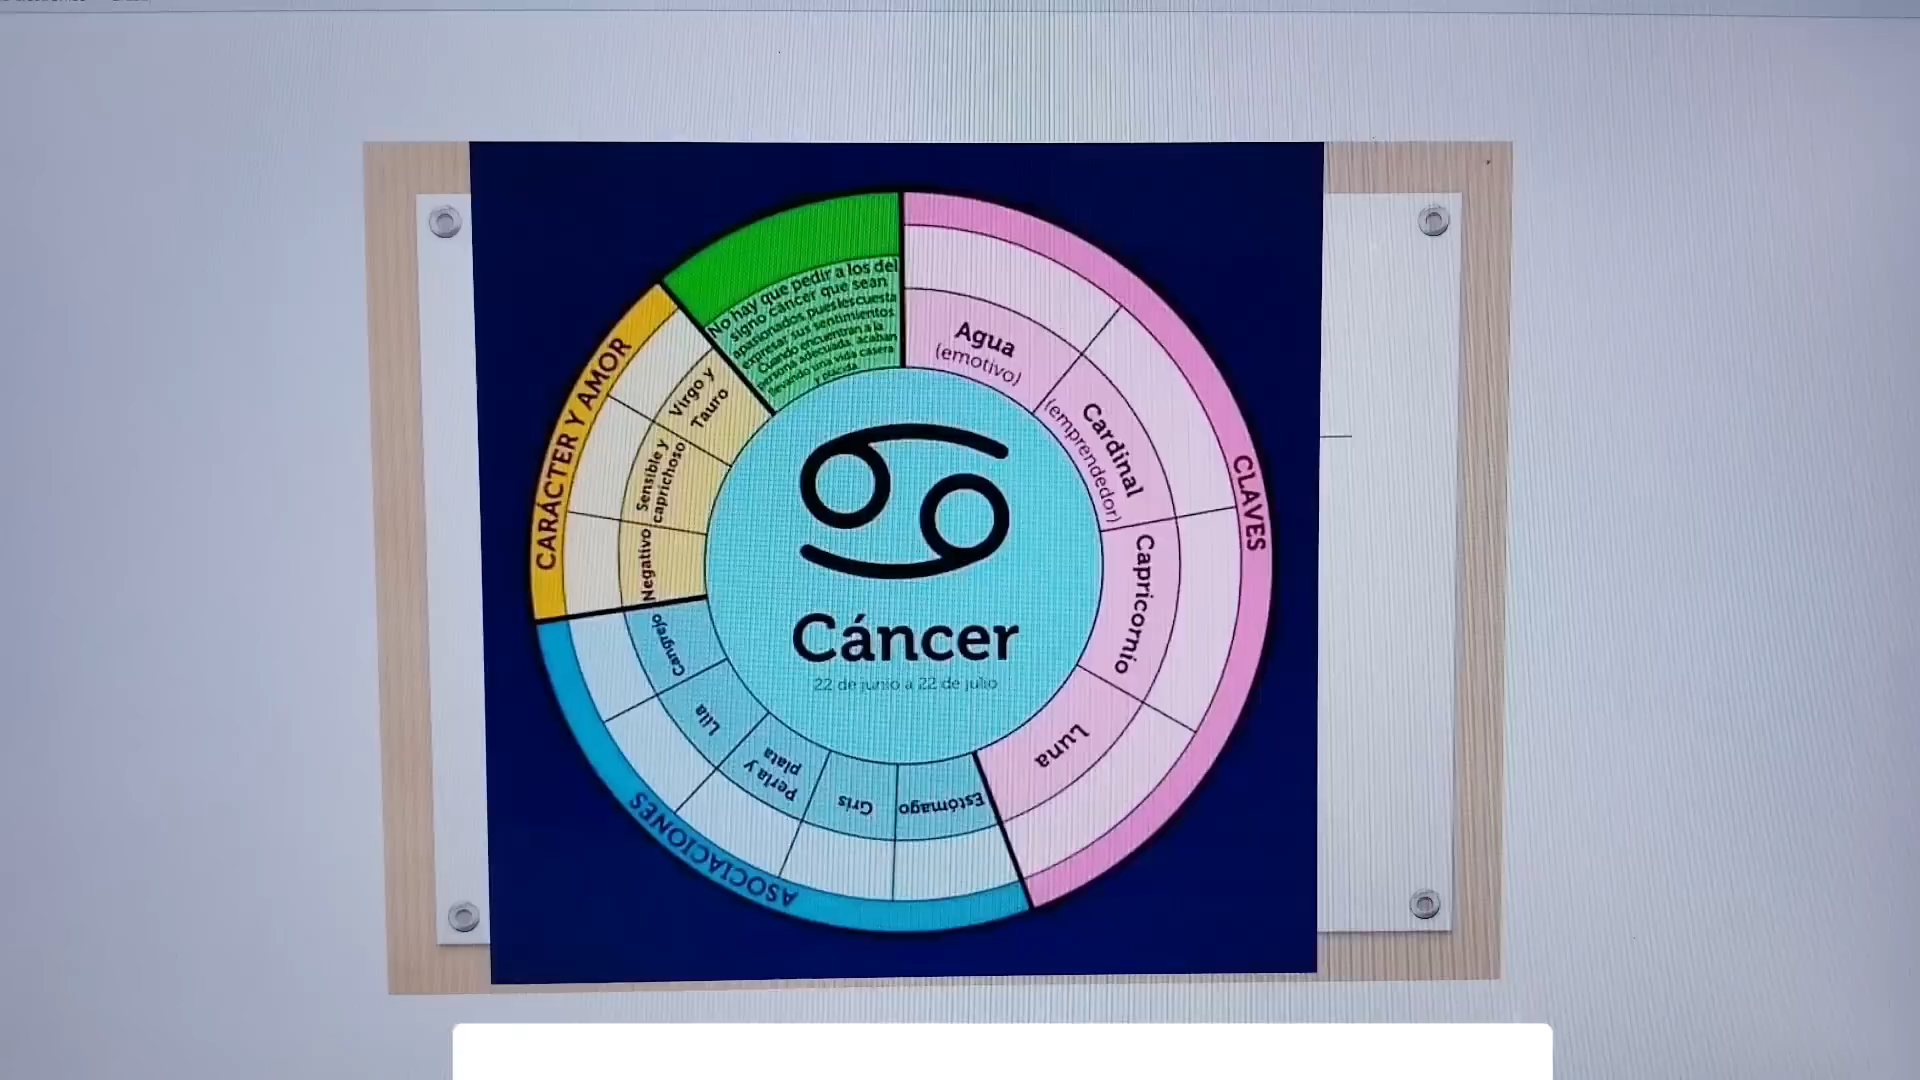 No hay que pedir a los del
signo cáncer que sean
apasionados, pues les cuesta
expresar sus sentimientos
Cuando encuentran a la
persona adecuada, acaban
llevando una vida casera
y plácida
Agua
(emotivo)
Cardinal
(emprendedor)
Capricornio
Luna
CLAVES
Estómago
Gris
Perla y
plata
Lila
Cangrejo
ASOCIACIONES
Negativo
Sensible y
caprichoso
Virgo y
Tauro
CARÁCTER Y AMOR
Cáncer
22 de junio a 22 de julio